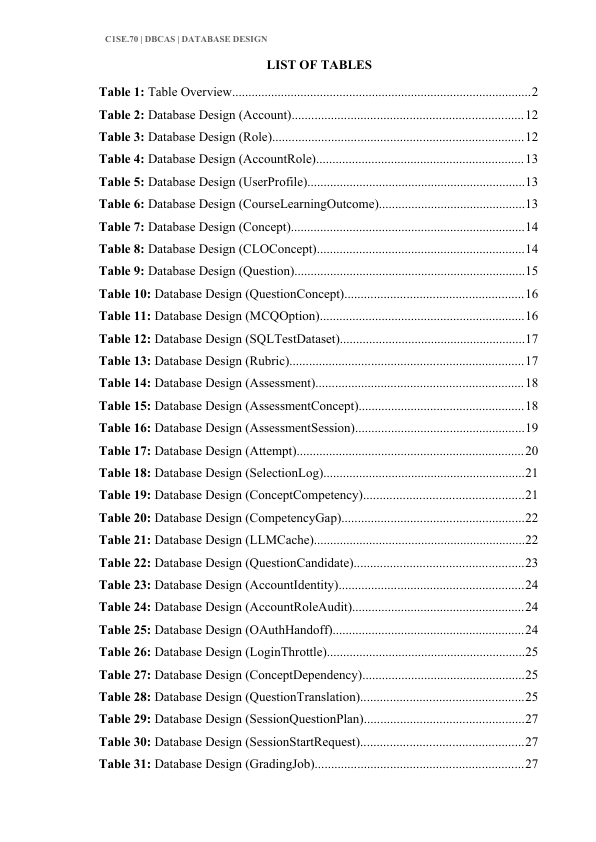 C1SE.70 | DBCAS | DATABASE DESIGN
LIST OF TABLES
Table 1: Table Overview....................................................................................................2
Table 2: Database Design (Account)................................................................................12
Table 3: Database Design (Role)......................................................................................12
Table 4: Database Design (AccountRole).........................................................................13
Table 5: Database Design (UserProfile)...........................................................................13
Table 6: Database Design (CourseLearningOutcome).....................................................13
Table 7: Database Design (Concept).................................................................................14
Table 8: Database Design (CLOConcept).........................................................................14
Table 9: Database Design (Question)................................................................................15
Table 10: Database Design (QuestionConcept)................................................................16
Table 11: Database Design (MCQOption)........................................................................16
Table 12: Database Design (SQLTestDataset)..................................................................17
Table 13: Database Design (Rubric).................................................................................17
Table 14: Database Design (Assessment).........................................................................18
Table 15: Database Design (AssessmentConcept)............................................................18
Table 16: Database Design (AssessmentSession).............................................................19
Table 17: Database Design (Attempt)...............................................................................20
Table 18: Database Design (SelectionLog).......................................................................21
Table 19: Database Design (ConceptCompetency)...........................................................21
Table 20: Database Design (CompetencyGap).................................................................22
Table 21: Database Design (LLMCache)..........................................................................22
Table 22: Database Design (QuestionCandidate).............................................................23
Table 23: Database Design (AccountIdentity)..................................................................24
Table 24: Database Design (AccountRoleAudit)..............................................................24
Table 25: Database Design (OAuthHandoff)....................................................................24
Table 26: Database Design (LoginThrottle)......................................................................25
Table 27: Database Design (ConceptDependency)...........................................................25
Table 28: Database Design (QuestionTranslation)............................................................25
Table 29: Database Design (SessionQuestionPlan)..........................................................27
Table 30: Database Design (SessionStartRequest)............................................................27
Table 31: Database Design (GradingJob).........................................................................27